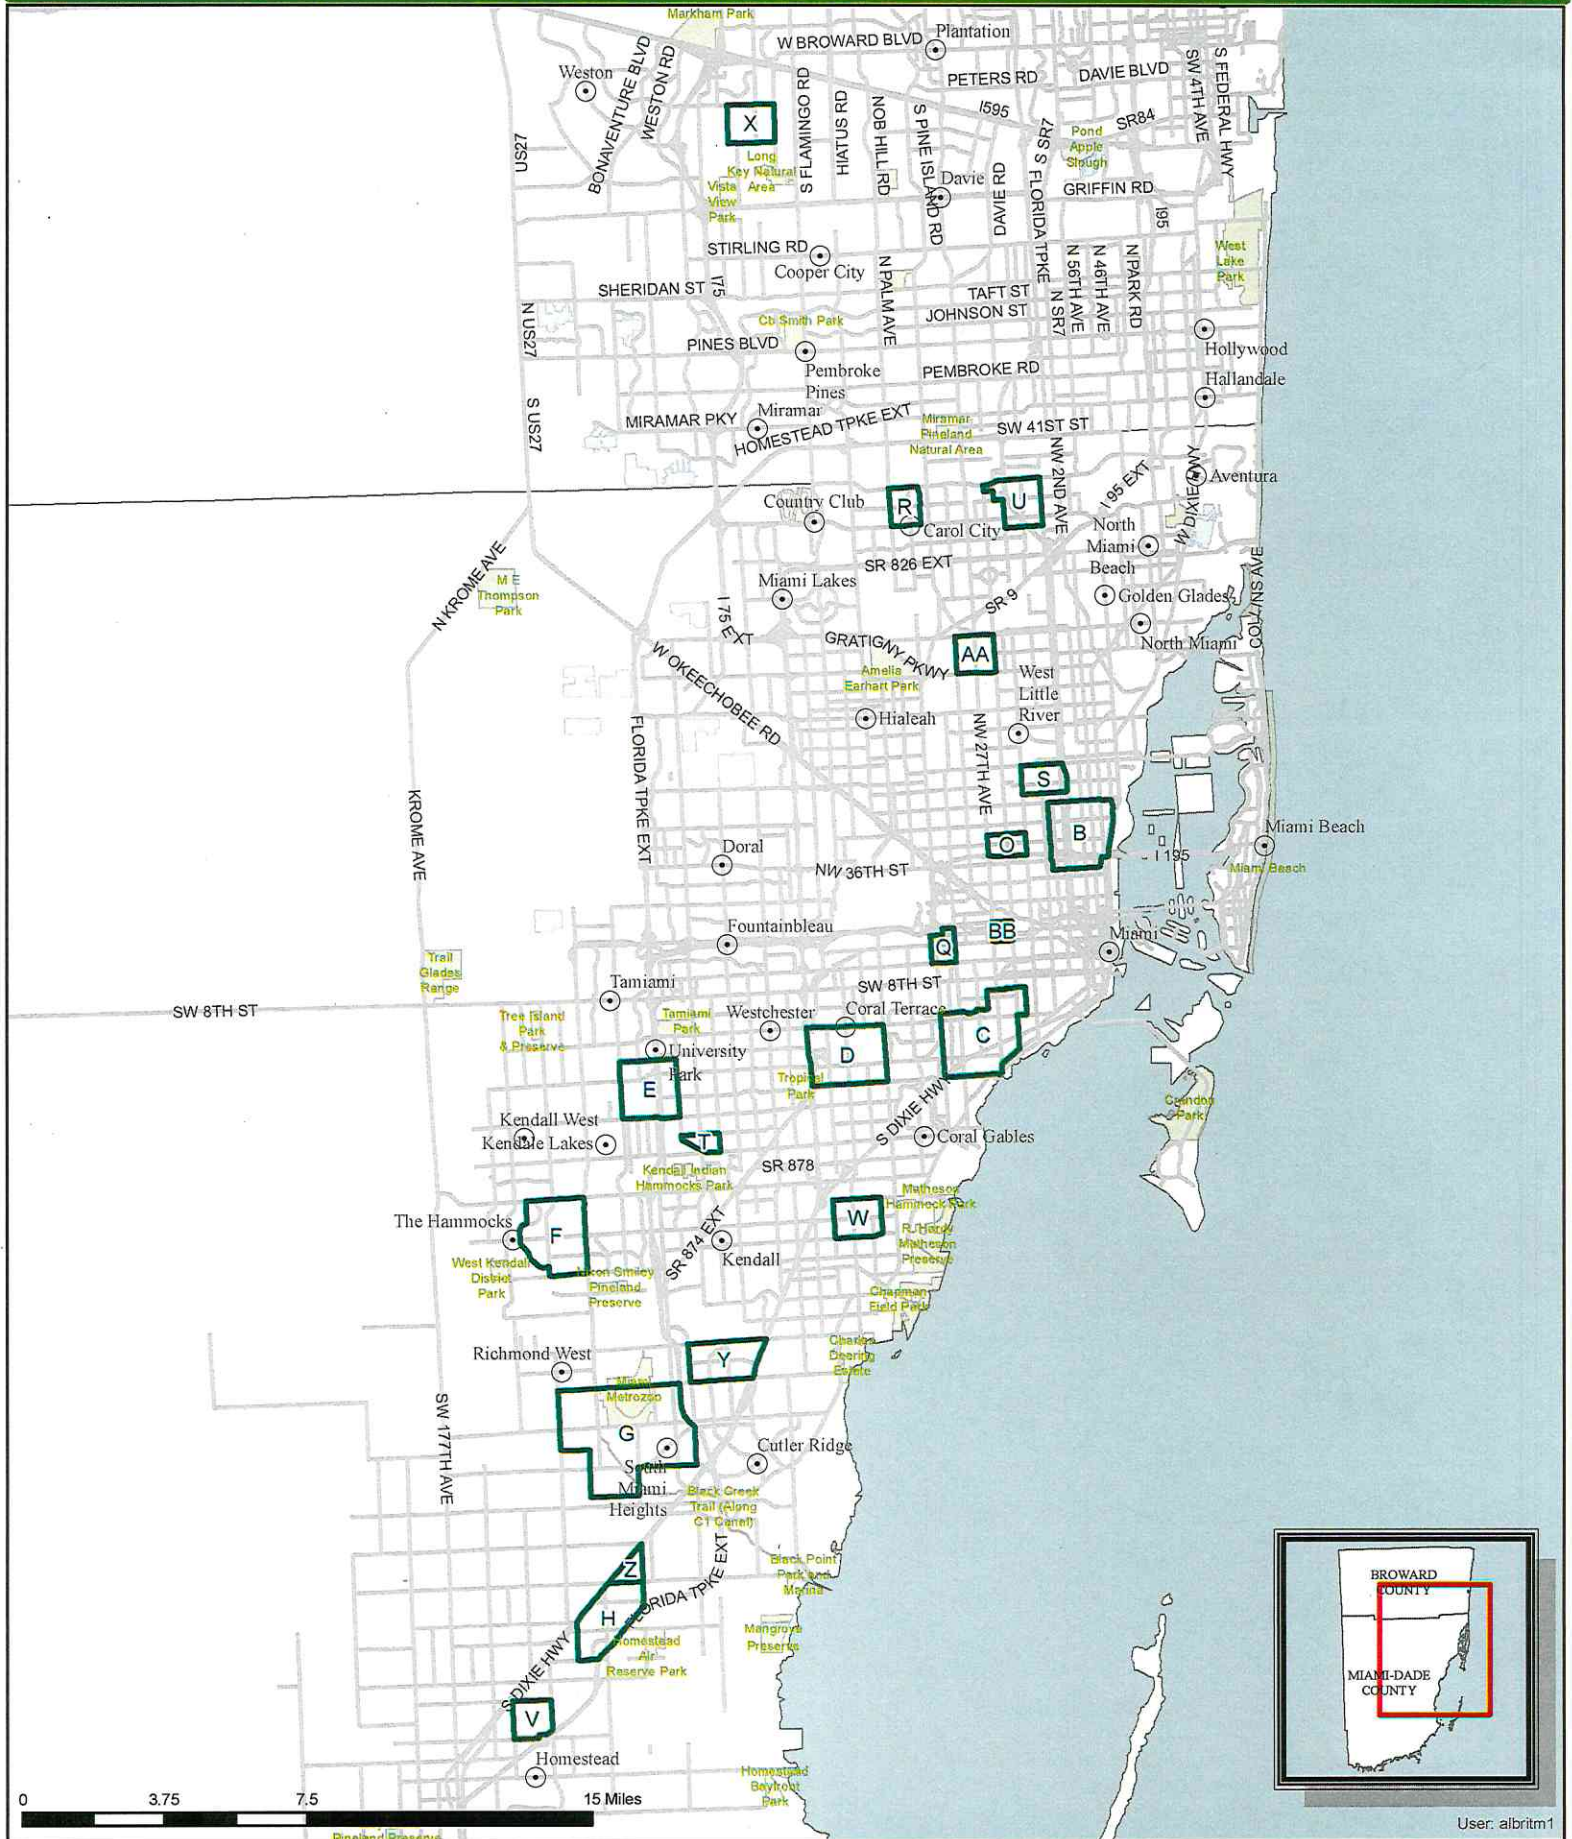 Markham Park
W BROWARD BLVD
Plantation
Weston
BONAVENTURE BLVD
WESTON RD
PETERS RD
DAVIE BLVD
SW 4TH AVE
S FEDERAL HWY
I595
SR84
X
S FLAMINGO RD
HIATUS RD
NOB HILL RD
S PINE ISLAND RD
S SR7
Pond
Apple
Slough
US27
Long
Key Natural
Area
Vista
View
Park
Davie
DAVIE RD
FLORIDA TPKE
GRIFFIN RD
I95
STIRLING RD
Cooper City
West
Lake
Park
SHERIDAN ST
I75
N PALM AVE
TAFT ST
JOHNSON ST
N SR7
N 56TH AVE
N 46TH AVE
N PARK RD
N US27
Cb Smith Park
PINES BLVD
Pembroke
Pines
PEMBROKE RD
Hollywood
Hallandale
S US27
MIRAMAR PKY
Miramar
HOMESTEAD TPKE EXT
Miramar
Pineland
Natural Area
SW 41ST ST
NW 2ND AVE
I 95 EXT
W DIXIE HWY
Aventura
Country Club
R
U
Carol City
North
Miami
Beach
SR 826 EXT
N KROME AVE
M E
Thompson
Park
Miami Lakes
SR 9
Golden Glades
COLLINS AVE
I 75 EXT
GRATIGNY PKWY
AA
North Miami
W OKEECHOBEE RD
Amelia
Earhart Park
West
Little
River
Hialeah
FLORIDA TPKE EXT
NW 27TH AVE
S
KROME AVE
B
O
Miami Beach
Doral
NW 36TH ST
I 195
Miami Beach
Fountainbleau
Q
BB
Miami
Trail
Glades
Range
Tamiami
SW 8TH ST
SW 8TH ST
Tree Island
Park
& Preserve
Tamiami
Park
Westchester
Coral Terrace
C
University
Park
D
E
Tropical
Park
S DIXIE HWY
Crandon
Park
Kendall West
Kendale Lakes
T
Coral Gables
Kendall Indian
Hammocks Park
SR 878
Matheson
Hammock Park
The Hammocks
F
W
R. Hardy
Matheson
Preserve
SR 874 EXT
Kendall
West Kendall
District
Park
Nixon Smiley
Pineland
Preserve
Chapman
Field Park
Richmond West
Y
Charles
Deering
Estate
Miami
Metrozoo
SW 177TH AVE
G
Cutler Ridge
South
Miami
Heights
Black Creek
Trail (Along
C1 Canal)
Z
FLORIDA TPKE EXT
Black Point
Park and
Marina
H
Mangrove
Preserve
Homestead
Air
Reserve Park
S DIXIE HWY
V
Homestead
Homestead
Bayfront
Park
BROWARD
COUNTY
MIAMI-DADE
COUNTY
0 3.75 7.5 15 Miles
User: albritm1
Pineland Preserve